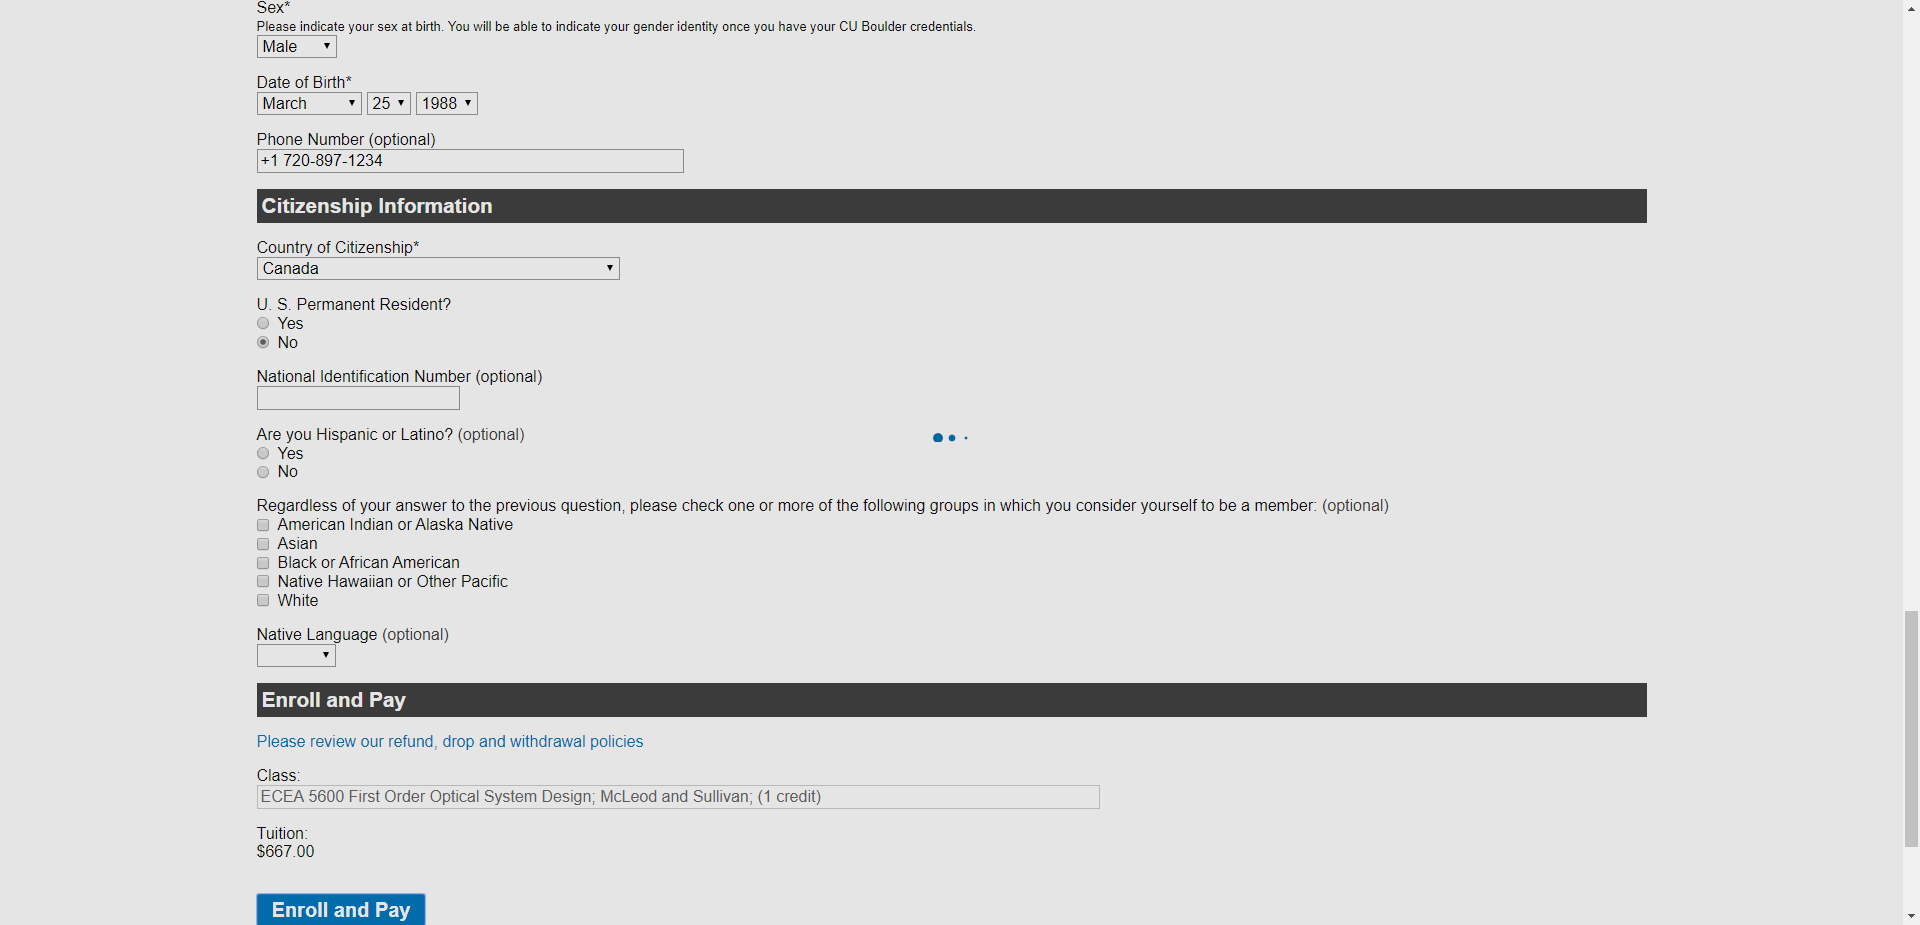 Sex*
Please indicate your sex at birth. You will be able to indicate your gender identity once you have your CU Boulder credentials.
Male
Date of Birth*
March 25 1988
Phone Number (optional)
+1 720-897-1234
Citizenship Information
Country of Citizenship*
Canada
U. S. Permanent Resident?
Yes
No
National Identification Number (optional)
Are you Hispanic or Latino? (optional)
Yes
No
Regardless of your answer to the previous question, please check one or more of the following groups in which you consider yourself to be a member: (optional)
American Indian or Alaska Native
Asian
Black or African American
Native Hawaiian or Other Pacific
White
Native Language (optional)
Enroll and Pay
Please review our refund, drop and withdrawal policies
Class:
ECEA 5600 First Order Optical System Design; McLeod and Sullivan; (1 credit)
Tuition:
$667.00
Enroll and Pay